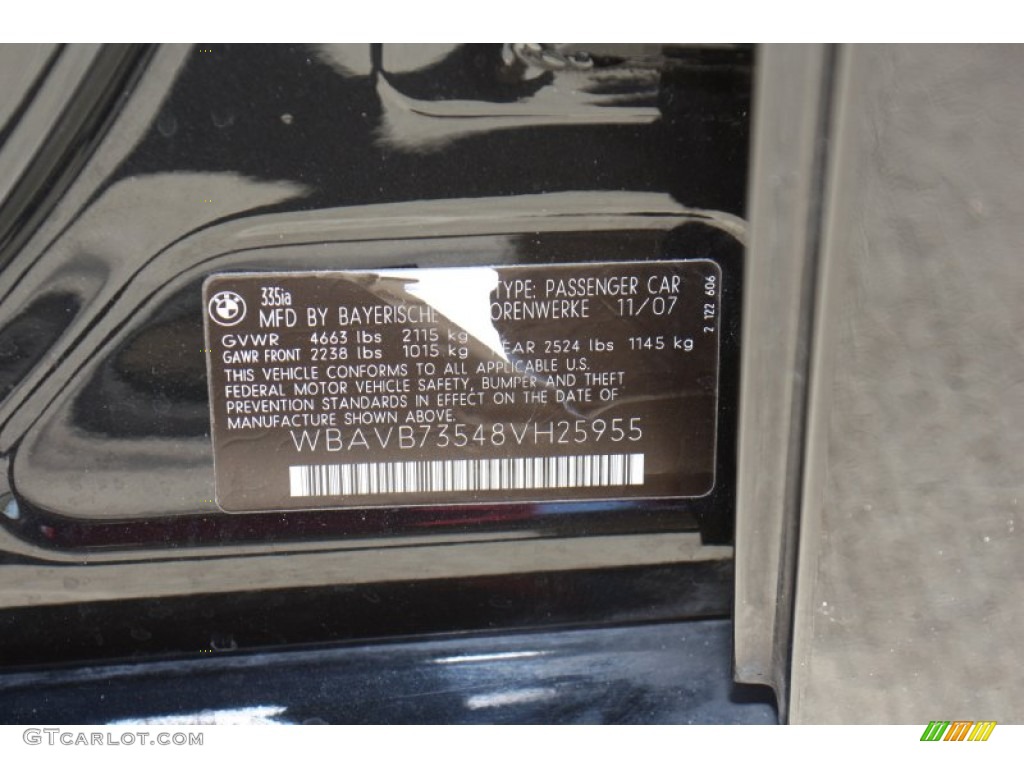 335ia
TYPE: PASSENGER CAR
MFD BY BAYERISCHE 11/07
2 122 606
GVWR 4663 lbs 2115 kg
GAWR FRONT 2238 lbs 1015 kg 2524 lbs 1145 kg
THIS VEHICLE CONFORMS TO ALL APPLICABLE U.S.
FEDERAL MOTOR VEHICLE SAFETY, BUMPER AND THEFT
PREVENTION STANDARDS IN EFFECT ON THE DATE OF
MANUFACTURE SHOWN ABOVE.
WBAVB73548VH25955
GTCARLOT.COM